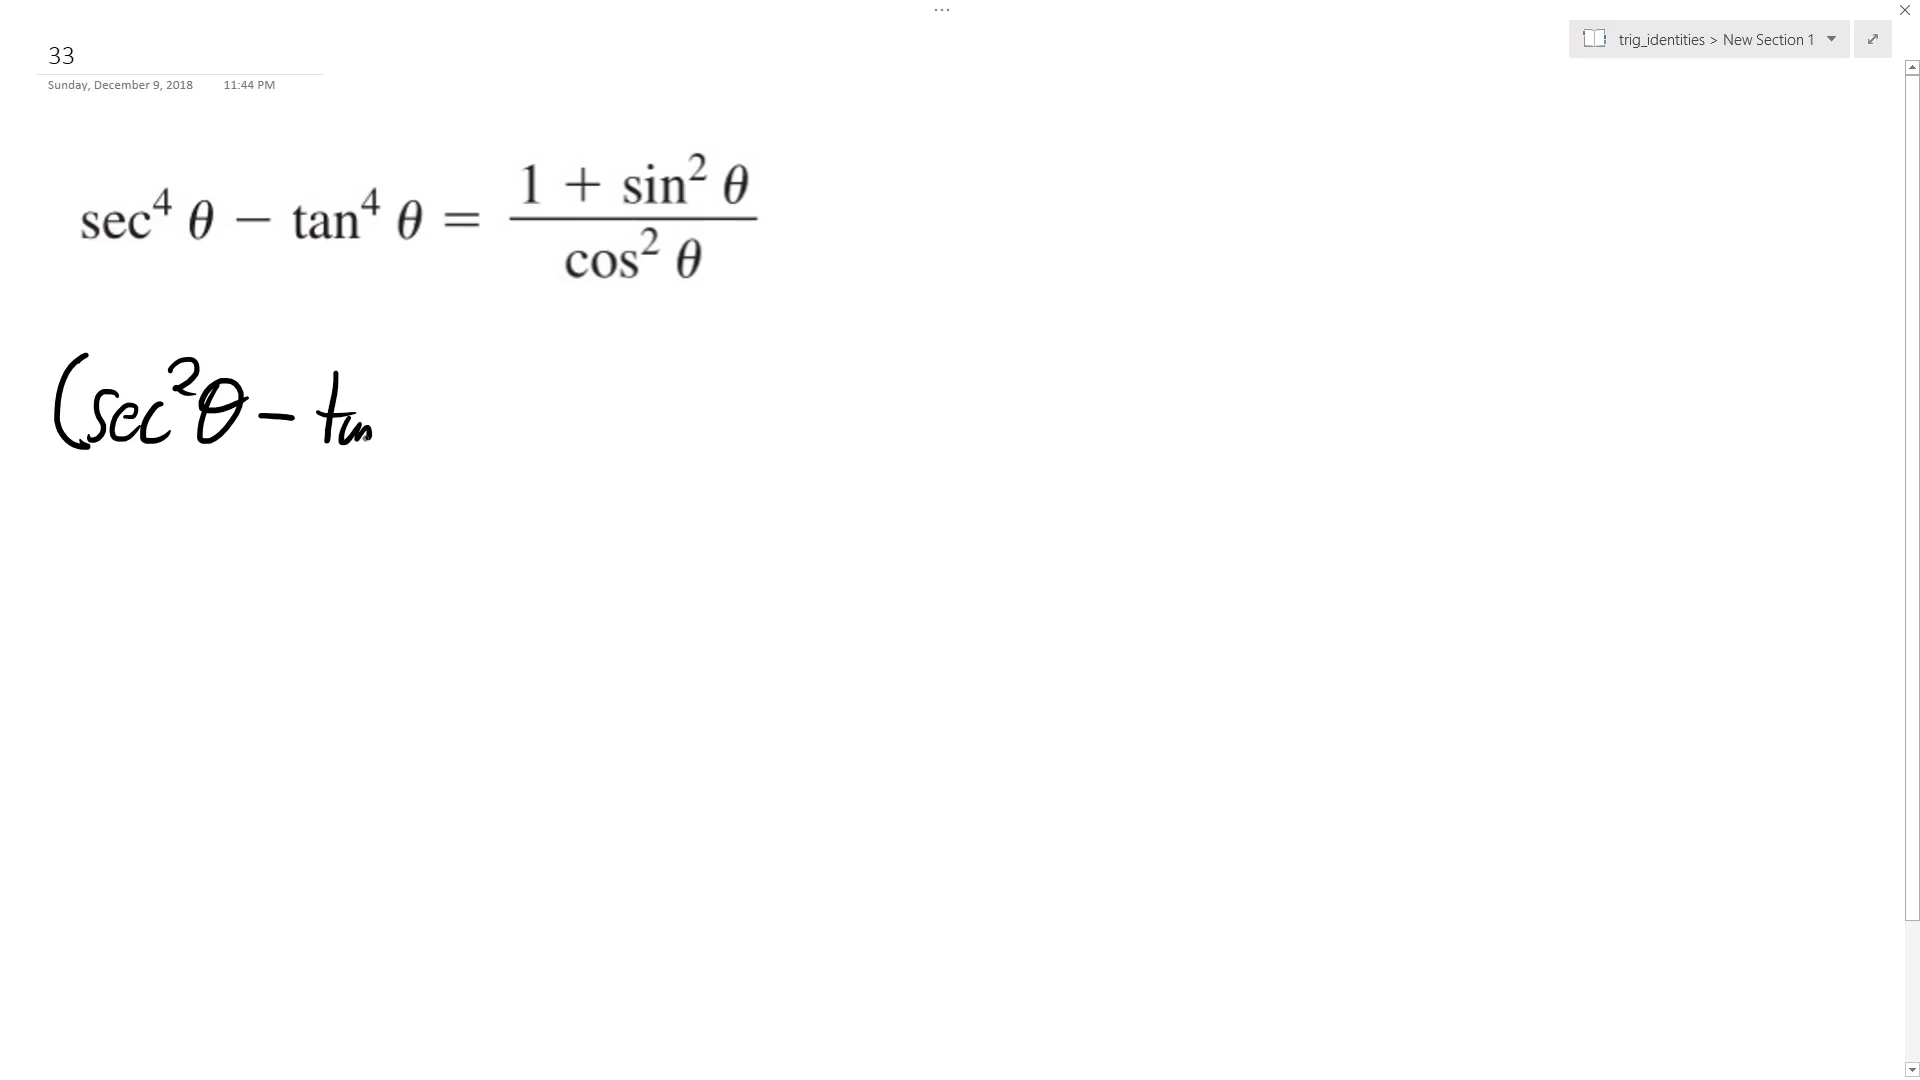 ...
trig_identities > New Section 1
33
Sunday, December 9, 2018 11:44 PM
sec⁴ θ − tan⁴ θ = (1 + sin² θ) / (cos² θ)
(sec²θ − tan